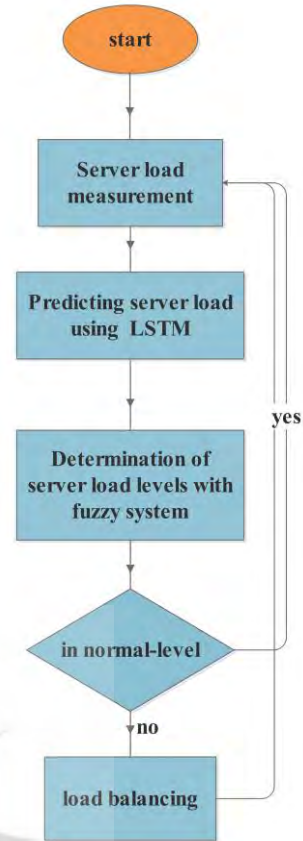 start
Server load
measurement
Predicting server load
using LSTM
Determination of
server load levels with
fuzzy system
in normal-level
yes
no
load balancing